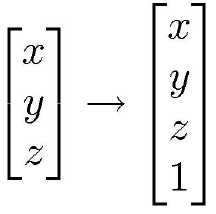 [x y z] → [x y z 1]